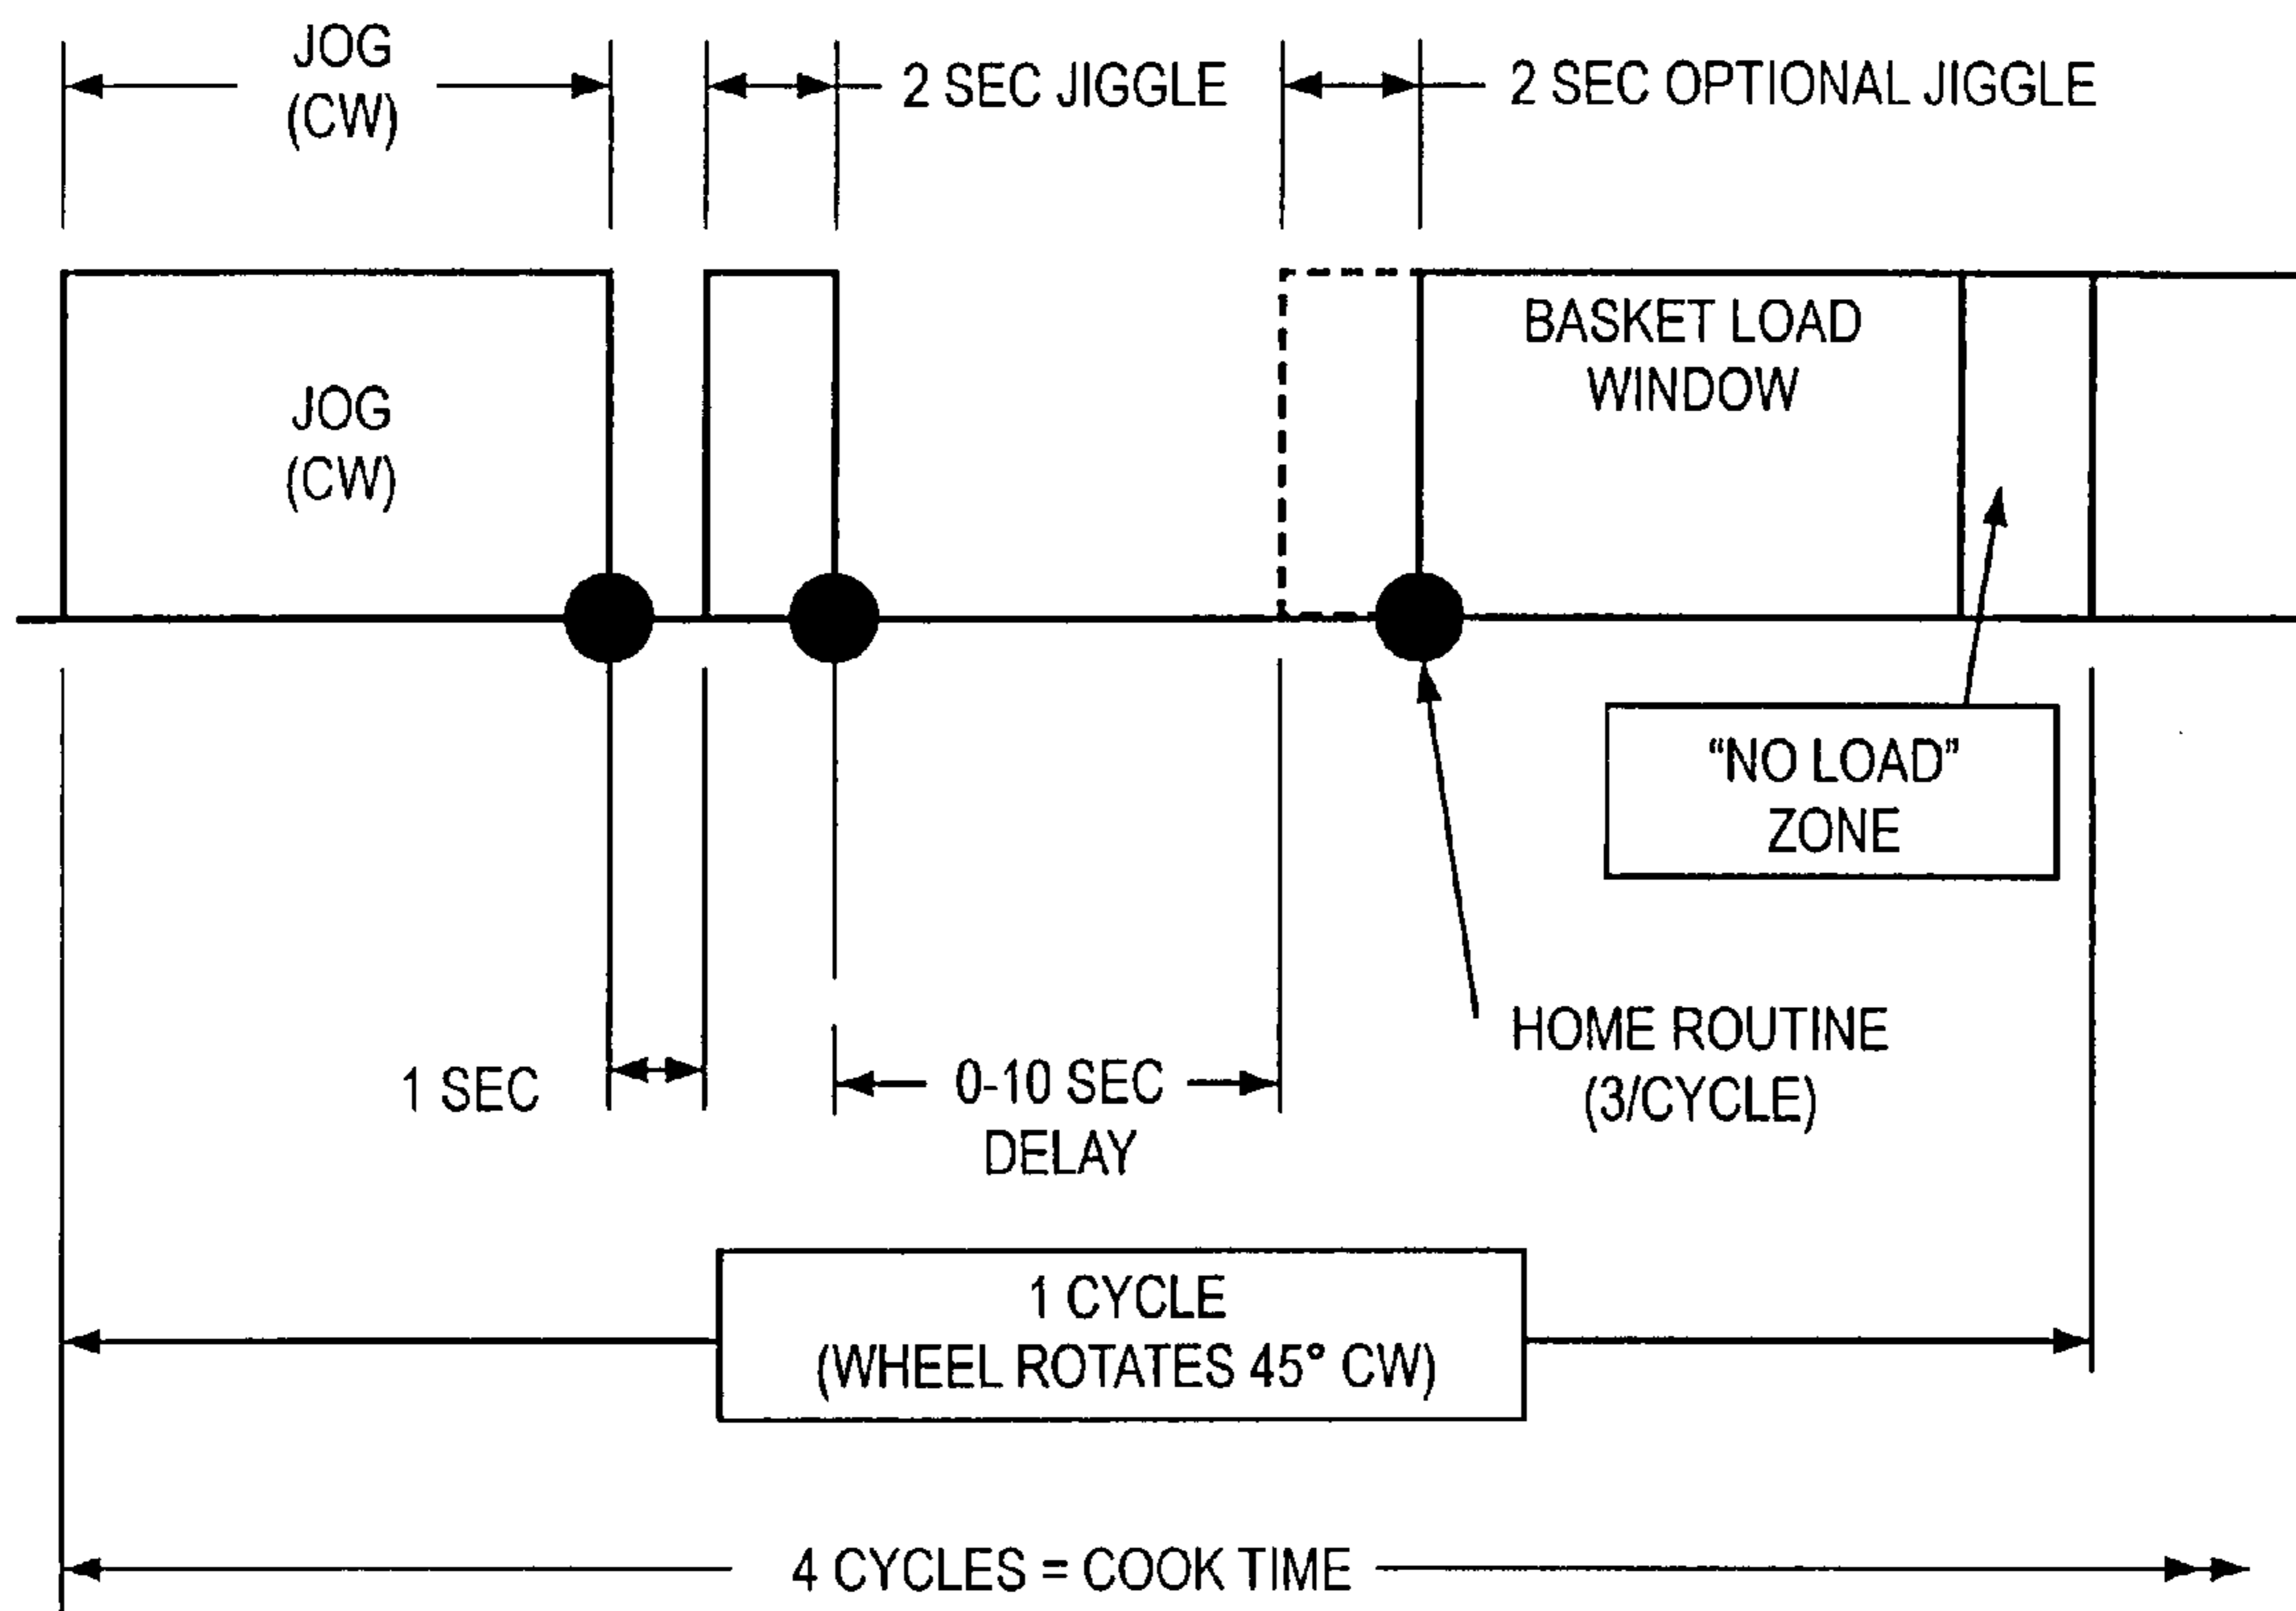 JOG
(CW)
2 SEC JIGGLE
2 SEC OPTIONAL JIGGLE
JOG
(CW)
BASKET LOAD
WINDOW
“NO LOAD”
ZONE
HOME ROUTINE
(3/CYCLE)
1 SEC
0-10 SEC
DELAY
1 CYCLE
(WHEEL ROTATES 45° CW)
4 CYCLES = COOK TIME